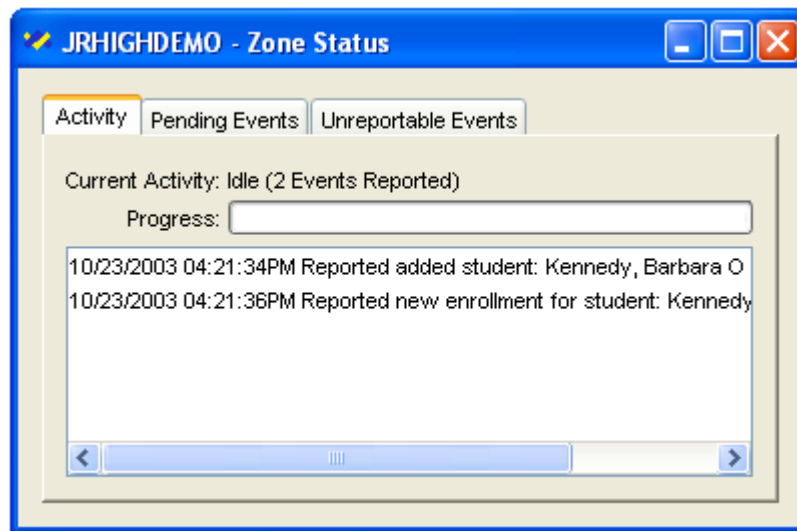 JRHIGHDEMO - Zone Status
Activity Pending Events Unreportable Events
Current Activity: Idle (2 Events Reported)
Progress:
10/23/2003 04:21:34PM Reported added student: Kennedy, Barbara O
10/23/2003 04:21:36PM Reported new enrollment for student: Kennedy